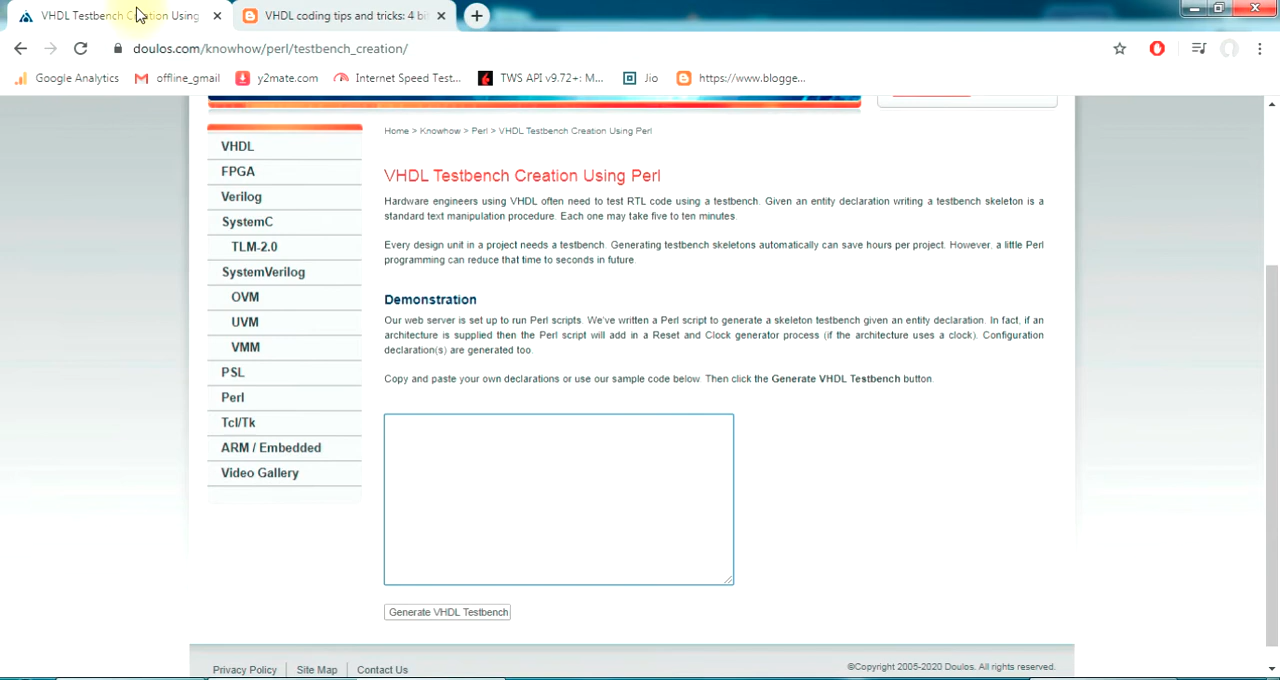 VHDL Testbench Creation Using
VHDL coding tips and tricks: 4 bi
doulos.com/knowhow/perl/testbench_creation/
Google Analytics
offline_gmail
y2mate.com
Internet Speed Test...
TWS API v9.72+: M...
Jio
https://www.blogge...
Home > Knowhow > Perl > VHDL Testbench Creation Using Perl
VHDL
FPGA
Verilog
SystemC
TLM-2.0
SystemVerilog
OVM
UVM
VMM
PSL
Perl
Tcl/Tk
ARM / Embedded
Video Gallery
VHDL Testbench Creation Using Perl
Hardware engineers using VHDL often need to test RTL code using a testbench. Given an entity declaration writing a testbench skeleton is a
standard text manipulation procedure. Each one may take five to ten minutes.
Every design unit in a project needs a testbench. Generating testbench skeletons automatically can save hours per project. However, a little Perl
programming can reduce that time to seconds in future.
Demonstration
Our web server is set up to run Perl scripts. We've written a Perl script to generate a skeleton testbench given an entity declaration. In fact, if an
architecture is supplied then the Perl script will add in a Reset and Clock generator process (if the architecture uses a clock). Configuration
declaration(s) are generated too.
Copy and paste your own declarations or use our sample code below. Then click the Generate VHDL Testbench button.
Generate VHDL Testbench
Privacy Policy
Site Map
Contact Us
©Copyright 2005-2020 Doulos. All rights reserved.